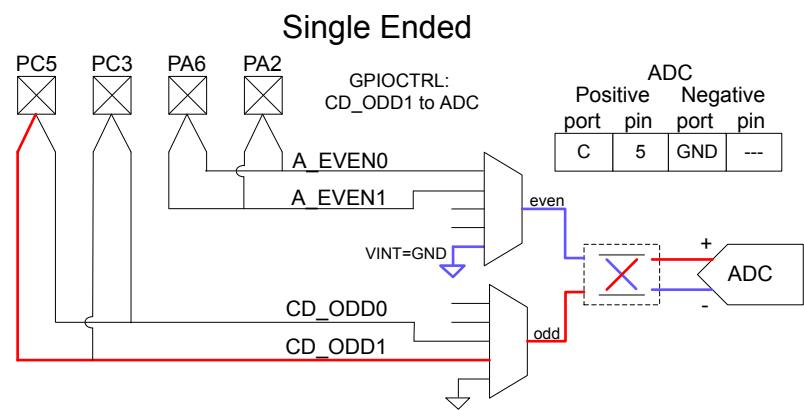 Single Ended
PC5 PC3 PA6 PA2
GPIOCTRL:
CD_ODD1 to ADC
ADC
Positive Negative
port pin port pin
C 5 GND ---
A_EVEN0
A_EVEN1
even
VINT=GND
+
ADC
-
CD_ODD0
odd
CD_ODD1